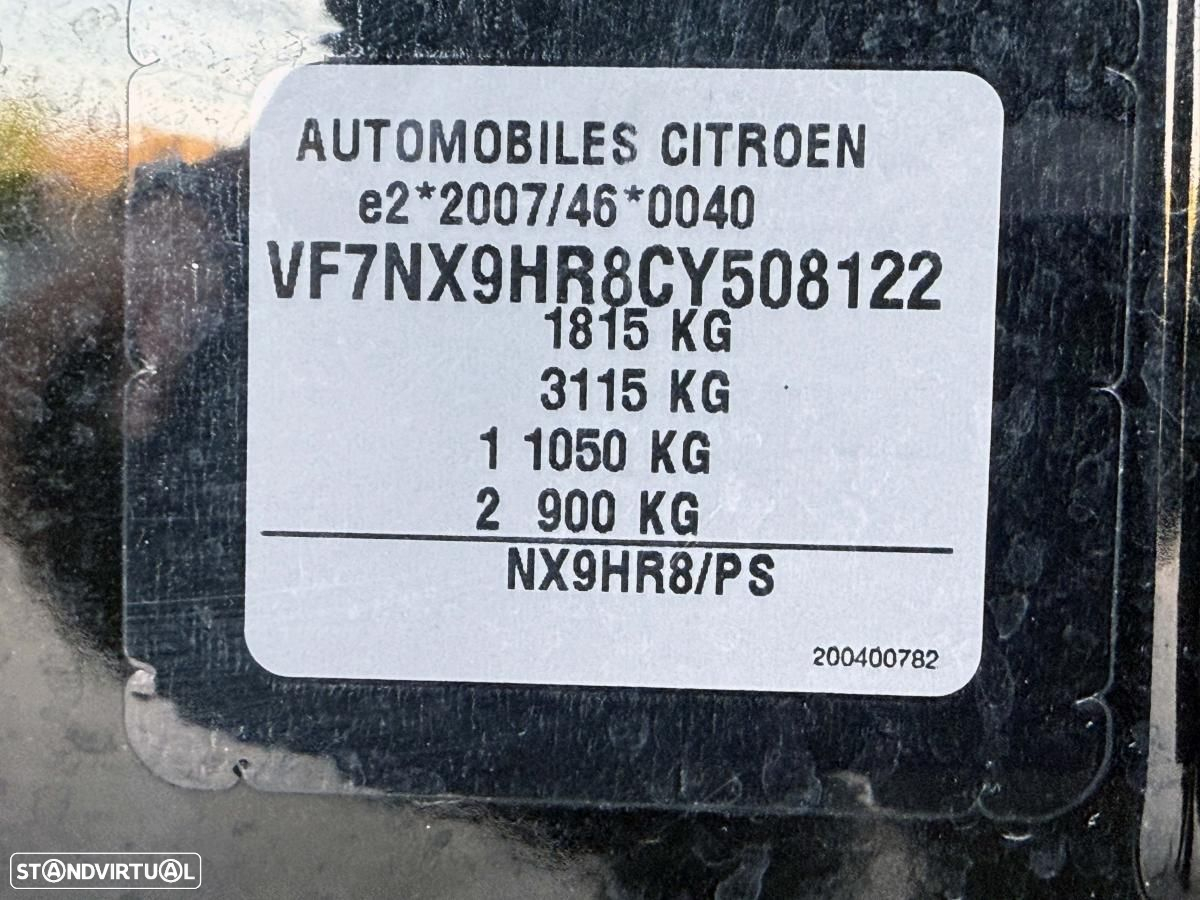 AUTOMOBILES CITROEN
e2*2007/46*0040
VF7NX9HR8CY508122
1815 KG
3115 KG
1 1050 KG
2 900 KG
NX9HR8/PS
200400782
STANDVIRTUAL